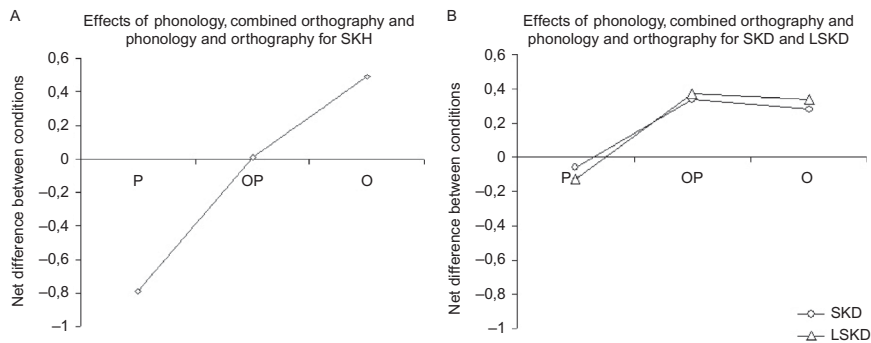 A
Effects of phonology, combined orthography and
phonology and orthography for SKH
Net difference between conditions
0,6
0,4
0,2
0
–0,2
–0,4
–0,6
–0,8
–1
P
OP
O
B
Effects of phonology, combined orthography and
phonology and orthography for SKD and LSKD
Net difference between conditions
0,6
0,4
0,2
0
–0,2
–0,4
–0,6
–0,8
–1
P
OP
O
SKD
LSKD